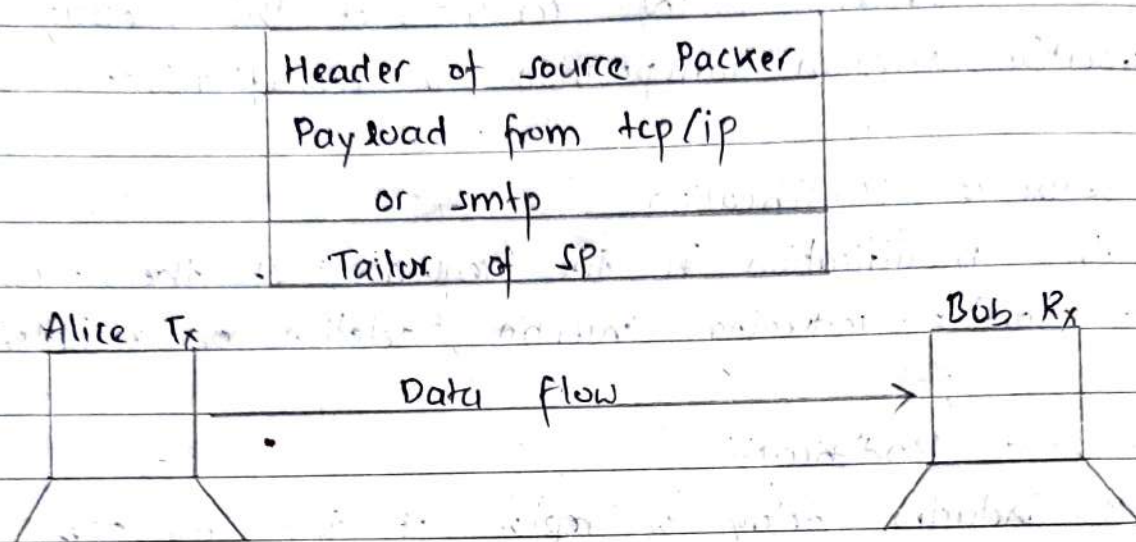 Header of source Packer
Payload from tcp/ip
or smtp
Tailor of SP
Alice Tx
Bob Rx
Data flow